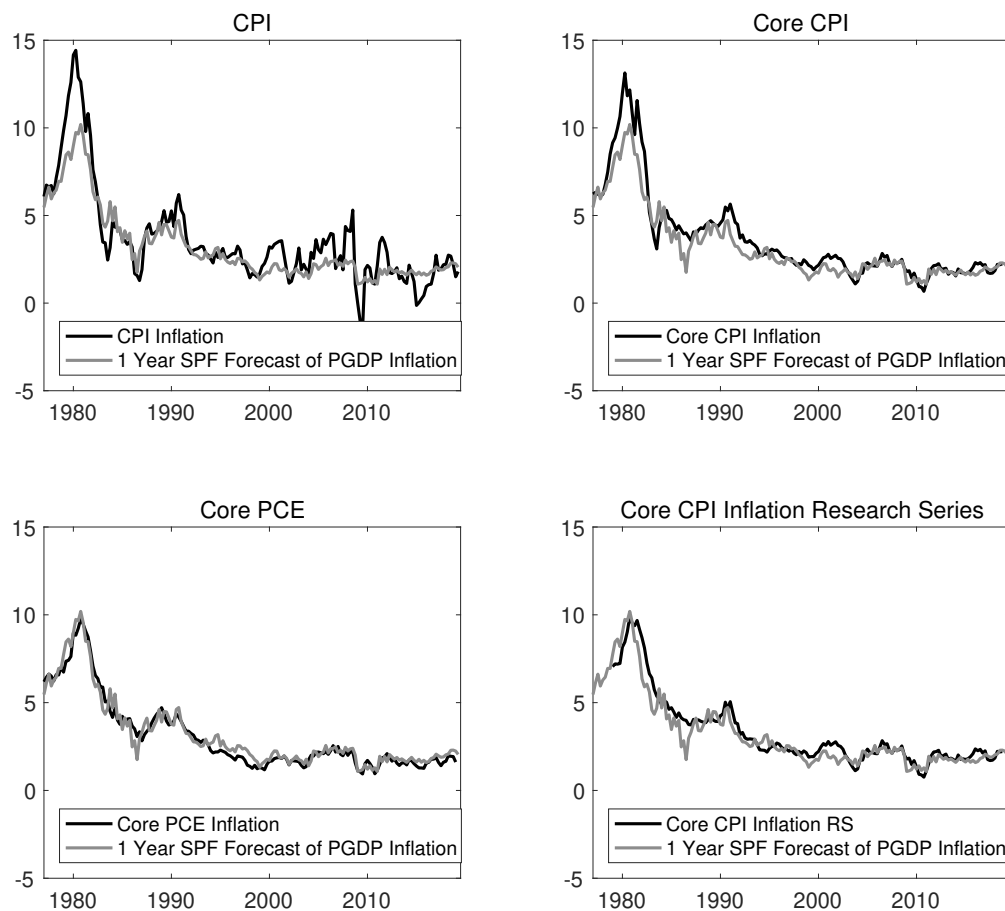 CPI
15
10
5
0
-5
CPI Inflation
1 Year SPF Forecast of PGDP Inflation
1980 1990 2000 2010
Core CPI
15
10
5
0
-5
Core CPI Inflation
1 Year SPF Forecast of PGDP Inflation
1980 1990 2000 2010
Core PCE
15
10
5
0
-5
Core PCE Inflation
1 Year SPF Forecast of PGDP Inflation
1980 1990 2000 2010
Core CPI Inflation Research Series
15
10
5
0
-5
Core CPI Inflation RS
1 Year SPF Forecast of PGDP Inflation
1980 1990 2000 2010